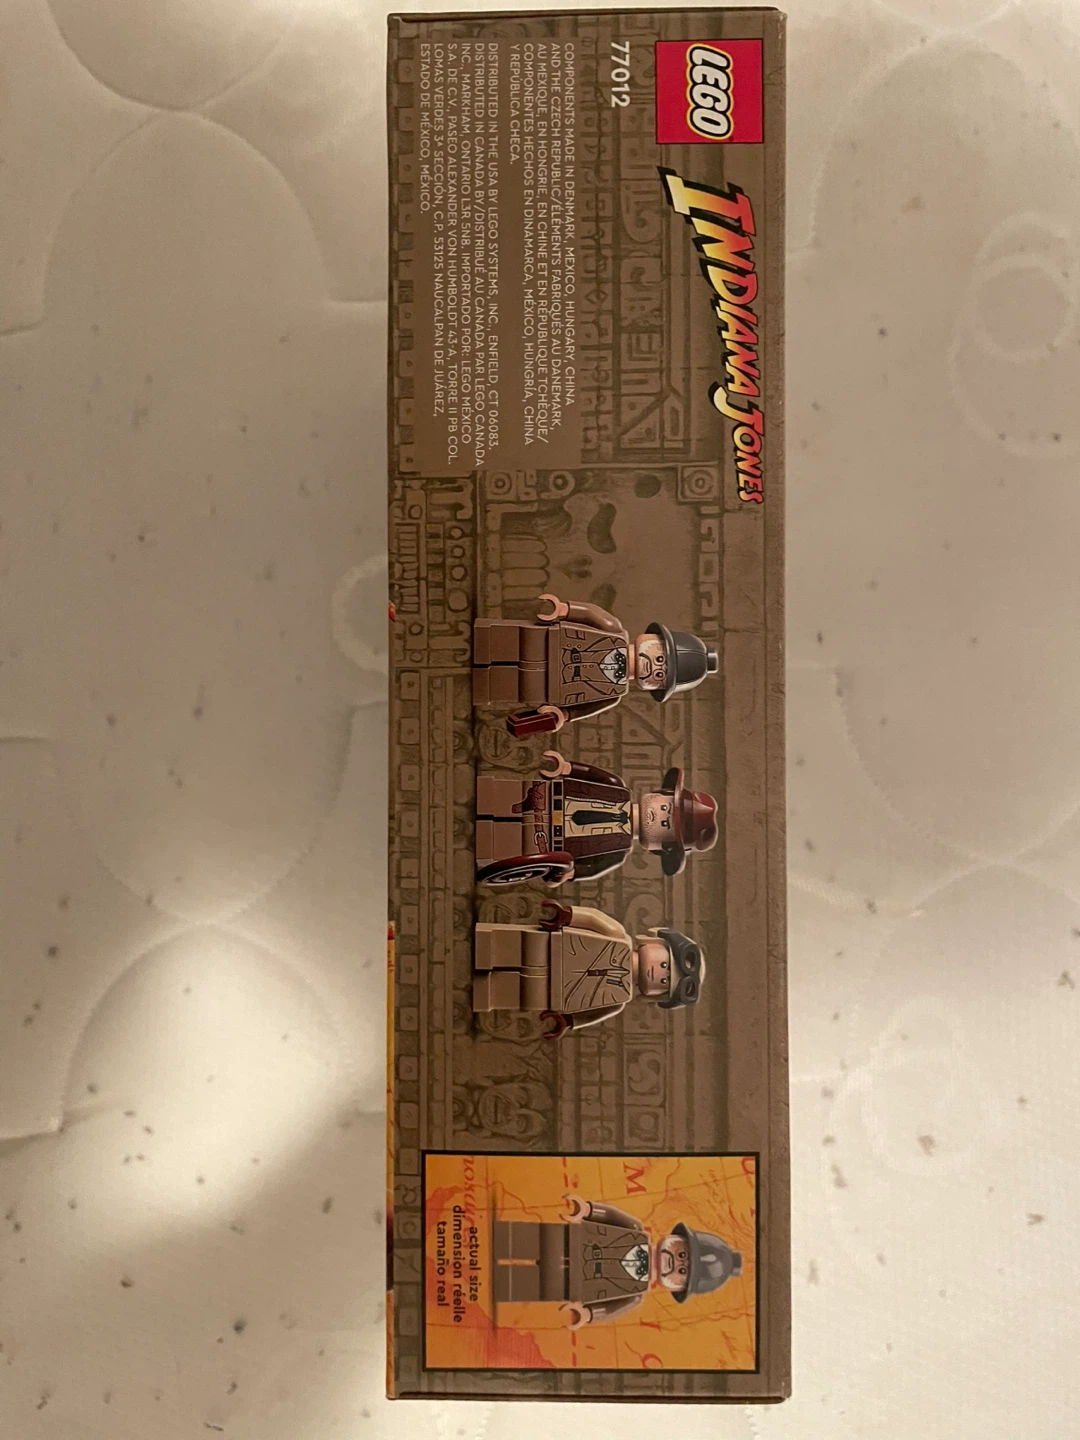 LEGO
INDIANA JONES
77012
COMPONENTS MADE IN DENMARK, MEXICO, HUNGARY, CHINA
AND THE CZECH REPUBLIC/ÉLÉMENTS FABRIQUÉS AU DANEMARK,
AU MEXIQUE, EN HONGRIE, EN CHINE ET EN RÉPUBLIQUE TCHÈQUE/
COMPONENTES HECHOS EN DINAMARCA, MÉXICO, HUNGRÍA, CHINA
Y REPÚBLICA CHECA.
DISTRIBUTED IN THE USA BY LEGO SYSTEMS, INC., ENFIELD, CT 06083.
DISTRIBUTED IN CANADA BY/DISTRIBUÉ AU CANADA PAR LEGO CANADA
INC., MARKHAM, ONTARIO L3R 5N8. IMPORTADO POR: LEGO MÉXICO
S.A. DE C.V., PASEO ALEXANDER VON HUMBOLDT 43-A, TORRE II PB COL.
LOMAS VERDES 3ª SECCIÓN, C.P. 53125 NAUCALPAN DE JUÁREZ,
ESTADO DE MÉXICO, MÉXICO.
actual size
dimension réelle
tamaño real